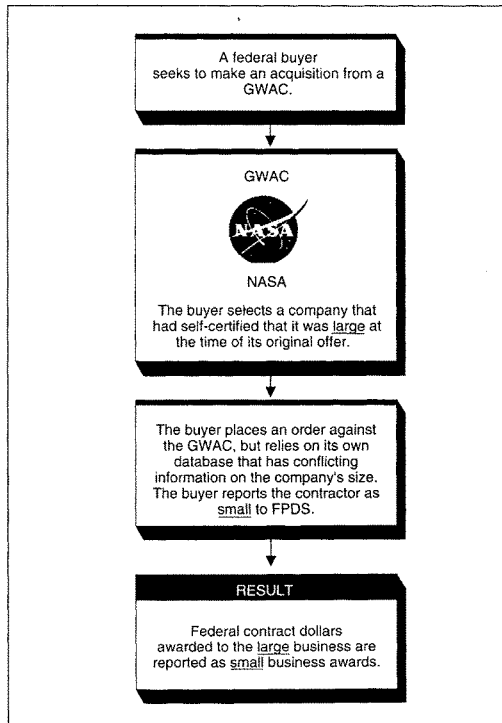 A federal buyer
seeks to make an acquisition from a
GWAC.
GWAC
NASA
NASA
The buyer selects a company that
had self-certified that it was large at
the time of its original offer.
The buyer places an order against
the GWAC, but relies on its own
database that has conflicting
information on the company's size.
The buyer reports the contractor as
small to FPDS.
RESULT
Federal contract dollars
awarded to the large business are
reported as small business awards.